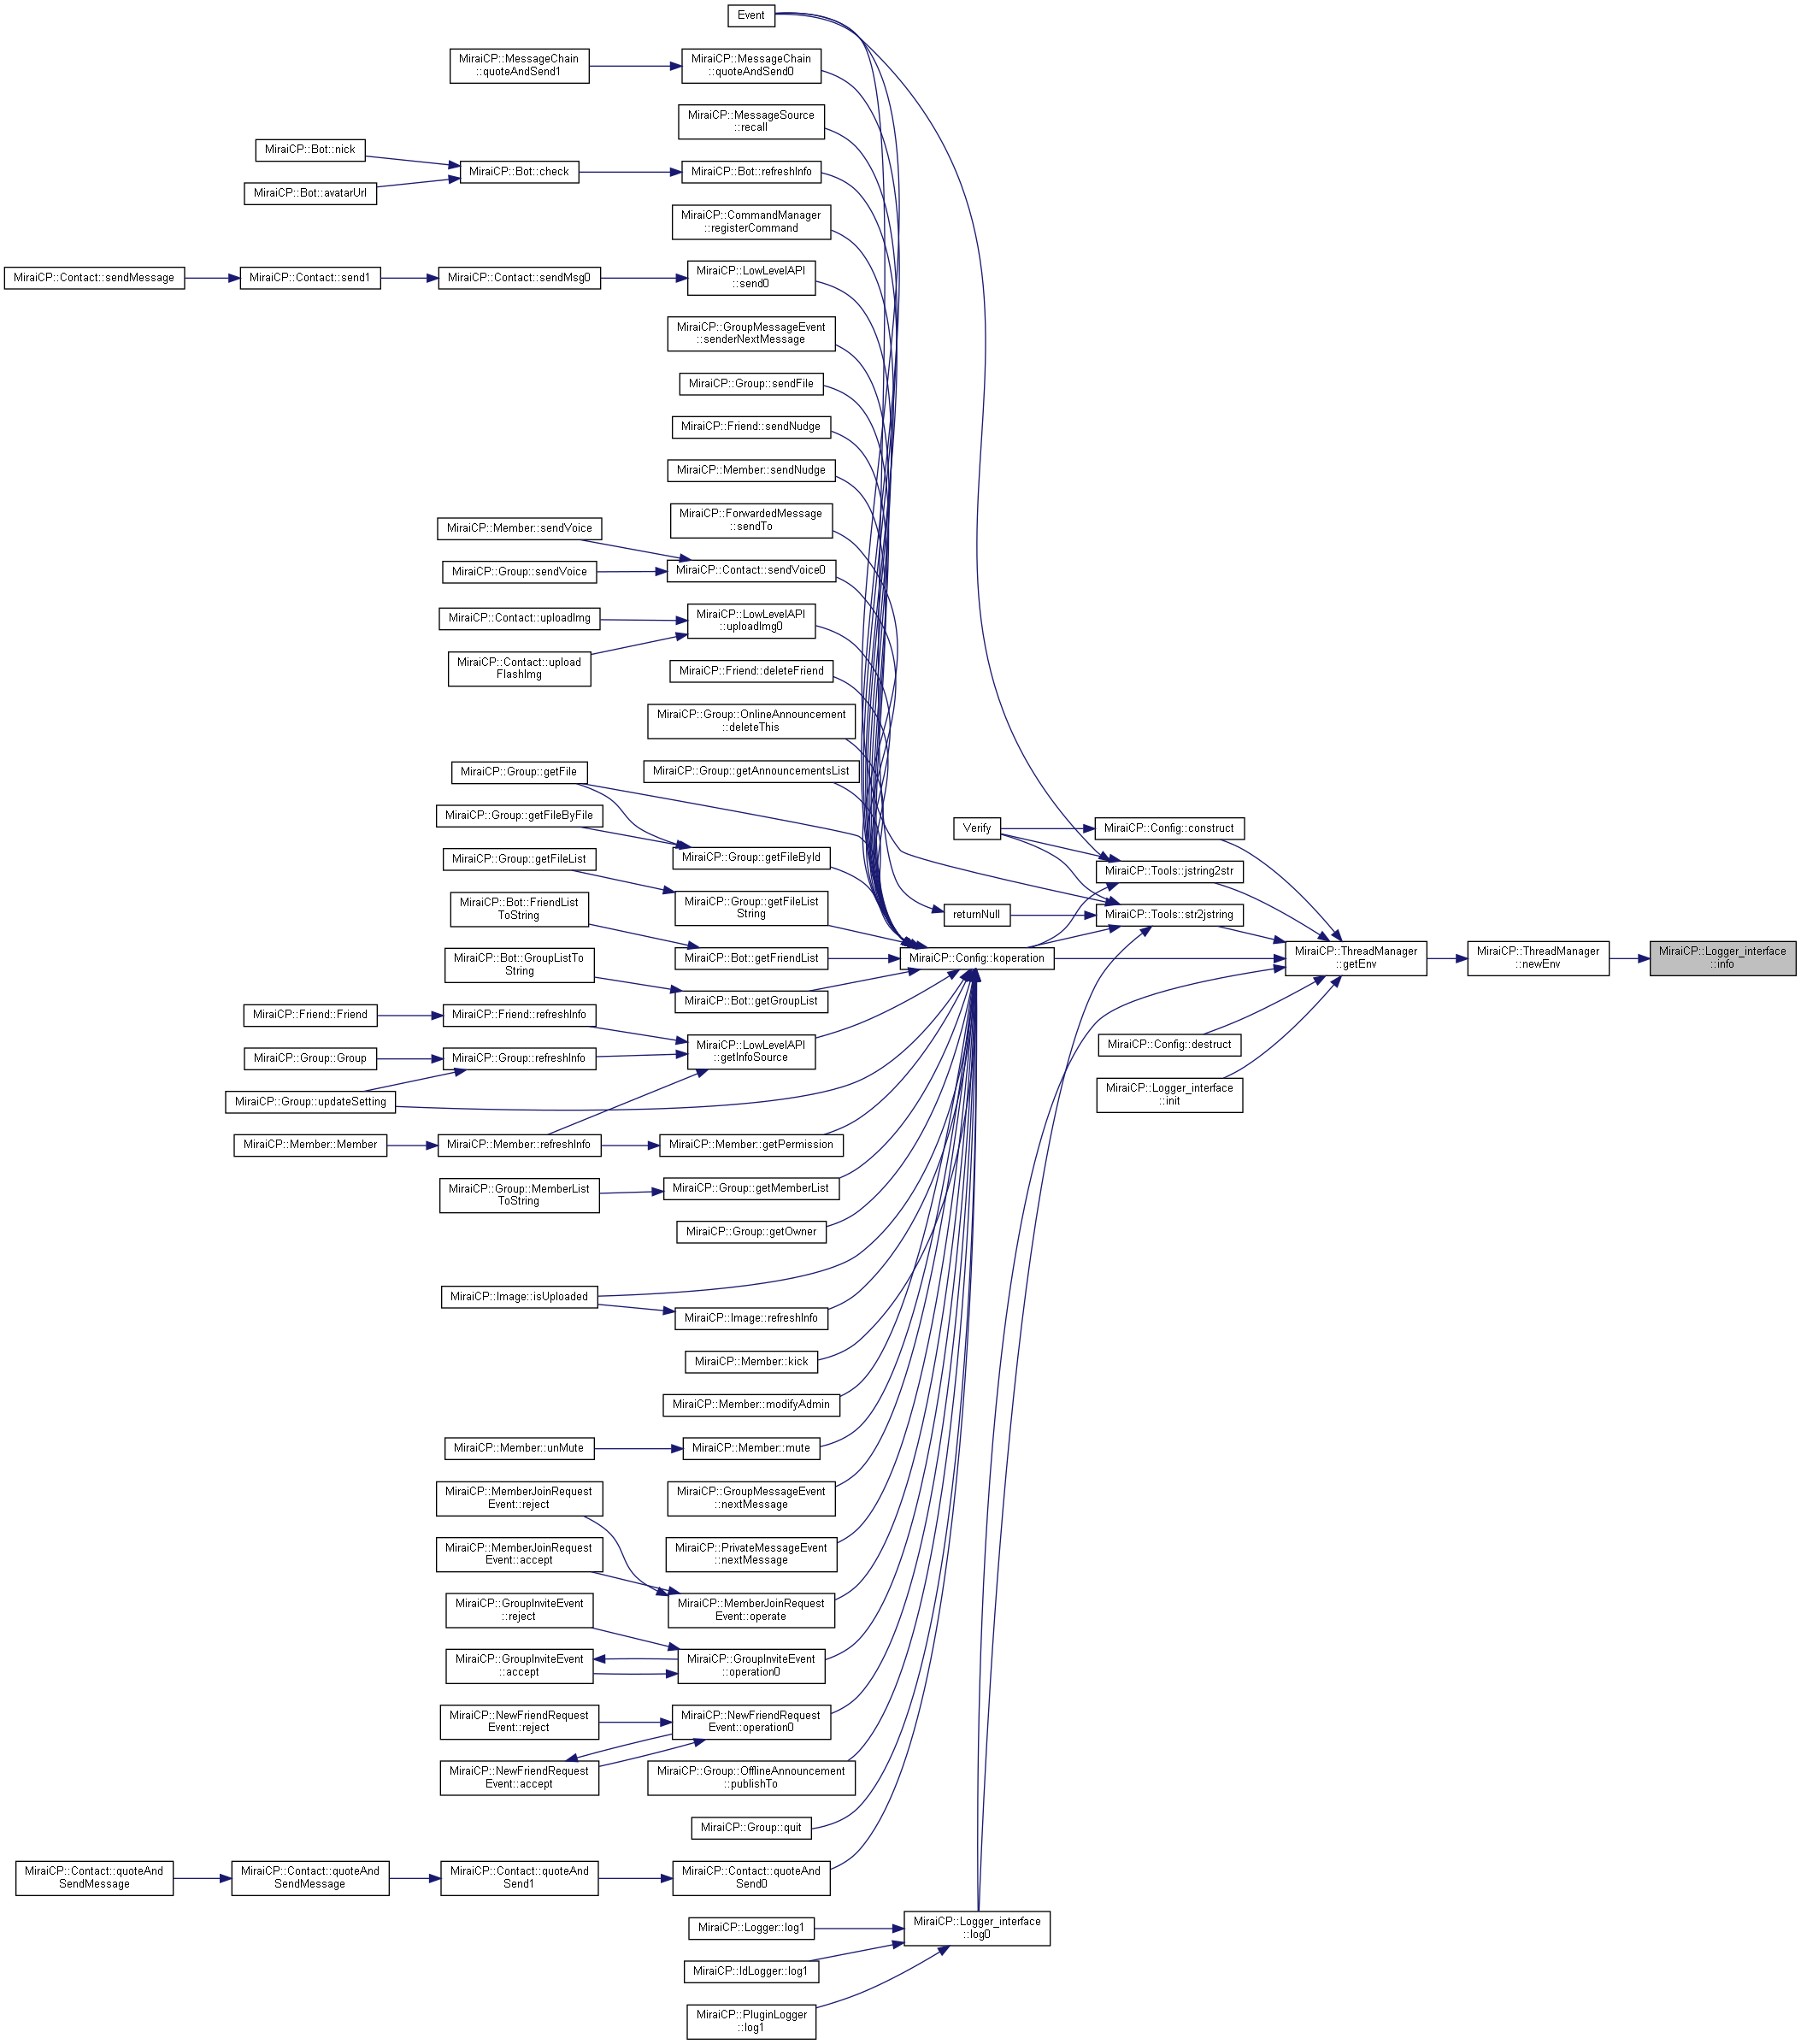 Event
MiraiCP::MessageChain
::quoteAndSend1
MiraiCP::MessageChain
::quoteAndSend0
MiraiCP::MessageSource
::recall
MiraiCP::Bot::nick
MiraiCP::Bot::check
MiraiCP::Bot::refreshInfo
MiraiCP::Bot::avatarUrl
MiraiCP::CommandManager
::registerCommand
MiraiCP::Contact::sendMessage
MiraiCP::Contact::send1
MiraiCP::Contact::sendMsg0
MiraiCP::LowLevelAPI
::send0
MiraiCP::GroupMessageEvent
::senderNextMessage
MiraiCP::Group::sendFile
MiraiCP::Friend::sendNudge
MiraiCP::Member::sendNudge
MiraiCP::ForwardedMessage
::sendTo
MiraiCP::Member::sendVoice
MiraiCP::Group::sendVoice
MiraiCP::Contact::sendVoice0
MiraiCP::Contact::uploadImg
MiraiCP::LowLevelAPI
::uploadImg0
MiraiCP::Contact::upload
FlashImg
MiraiCP::Friend::deleteFriend
MiraiCP::Group::OnlineAnnouncement
::deleteThis
MiraiCP::Group::getFile
MiraiCP::Group::getAnnouncementsList
MiraiCP::Group::getFileByFile
Verify
MiraiCP::Config::construct
MiraiCP::Group::getFileList
MiraiCP::Group::getFileById
MiraiCP::Tools::jstring2str
MiraiCP::Bot::FriendList
ToString
MiraiCP::Group::getFileList
String
returnNull
MiraiCP::Tools::str2jstring
MiraiCP::Bot::GroupListTo
String
MiraiCP::Bot::getFriendList
MiraiCP::Config::koperation
MiraiCP::ThreadManager
::getEnv
MiraiCP::ThreadManager
::newEnv
MiraiCP::Logger_interface
::info
MiraiCP::Bot::getGroupList
MiraiCP::Friend::Friend
MiraiCP::Friend::refreshInfo
MiraiCP::Group::Group
MiraiCP::Group::refreshInfo
MiraiCP::LowLevelAPI
::getInfoSource
MiraiCP::Config::destruct
MiraiCP::Group::updateSetting
MiraiCP::Logger_interface
::init
MiraiCP::Member::Member
MiraiCP::Member::refreshInfo
MiraiCP::Member::getPermission
MiraiCP::Group::MemberList
ToString
MiraiCP::Group::getMemberList
MiraiCP::Group::getOwner
MiraiCP::Image::isUploaded
MiraiCP::Image::refreshInfo
MiraiCP::Member::kick
MiraiCP::Member::modifyAdmin
MiraiCP::Member::unMute
MiraiCP::Member::mute
MiraiCP::MemberJoinRequest
Event::reject
MiraiCP::GroupMessageEvent
::nextMessage
MiraiCP::MemberJoinRequest
Event::accept
MiraiCP::PrivateMessageEvent
::nextMessage
MiraiCP::GroupInviteEvent
::reject
MiraiCP::MemberJoinRequest
Event::operate
MiraiCP::GroupInviteEvent
::accept
MiraiCP::GroupInviteEvent
::operation0
MiraiCP::NewFriendRequest
Event::reject
MiraiCP::NewFriendRequest
Event::operation0
MiraiCP::NewFriendRequest
Event::accept
MiraiCP::Group::OfflineAnnouncement
::publishTo
MiraiCP::Group::quit
MiraiCP::Contact::quoteAnd
SendMessage
MiraiCP::Contact::quoteAnd
SendMessage
MiraiCP::Contact::quoteAnd
Send1
MiraiCP::Contact::quoteAnd
Send0
MiraiCP::Logger::log1
MiraiCP::Logger_interface
::log0
MiraiCP::IdLogger::log1
MiraiCP::PluginLogger
::log1